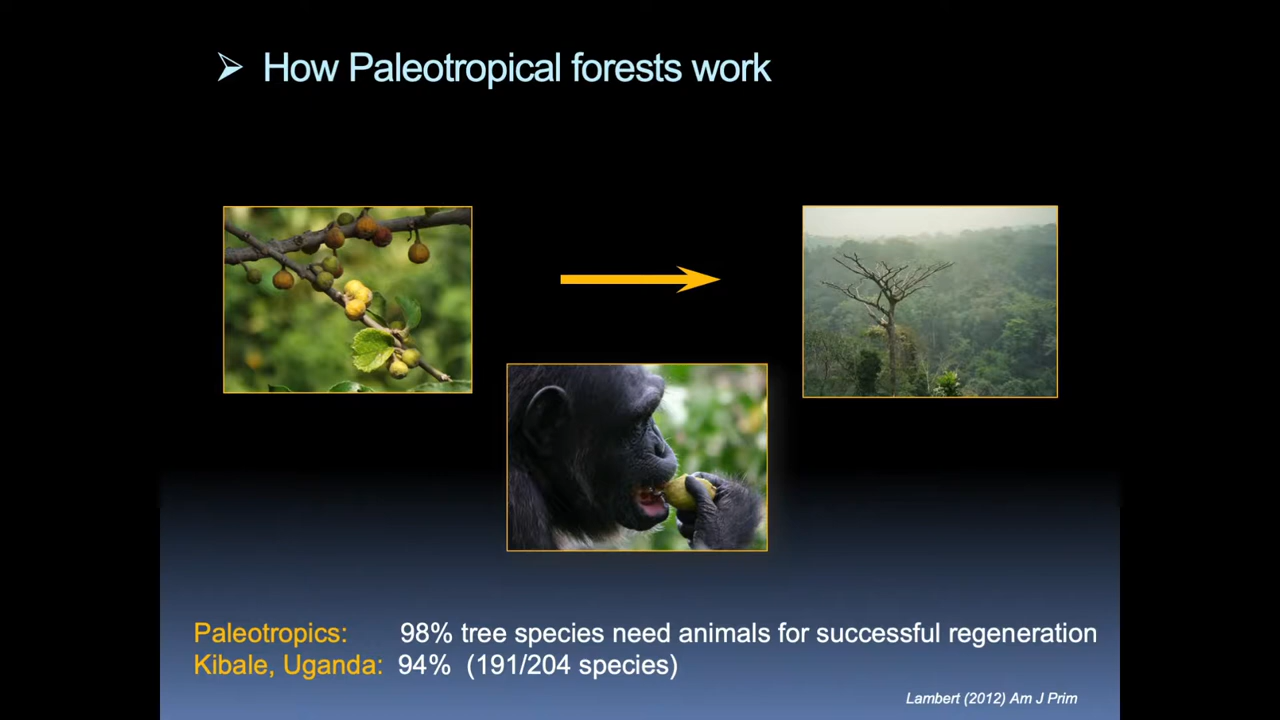 How Paleotropical forests work
Paleotropics: 98% tree species need animals for successful regeneration
Kibale, Uganda: 94% (191/204 species)
Lambert (2012) Am J Prim